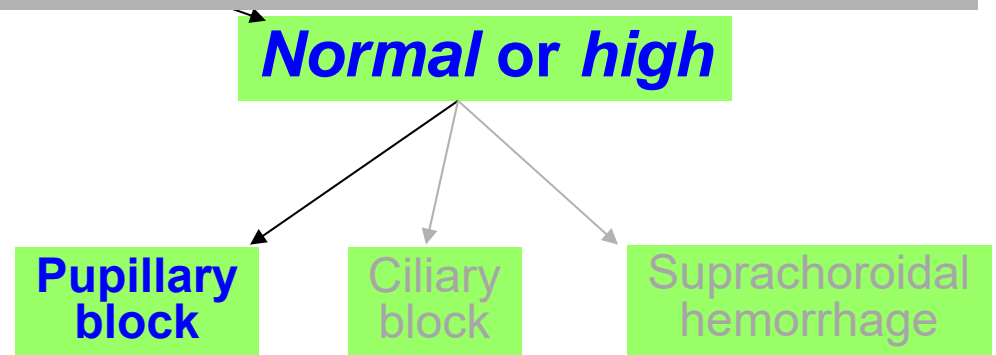 Normal or high
Pupillary
block
Ciliary
block
Suprachoroidal
hemorrhage